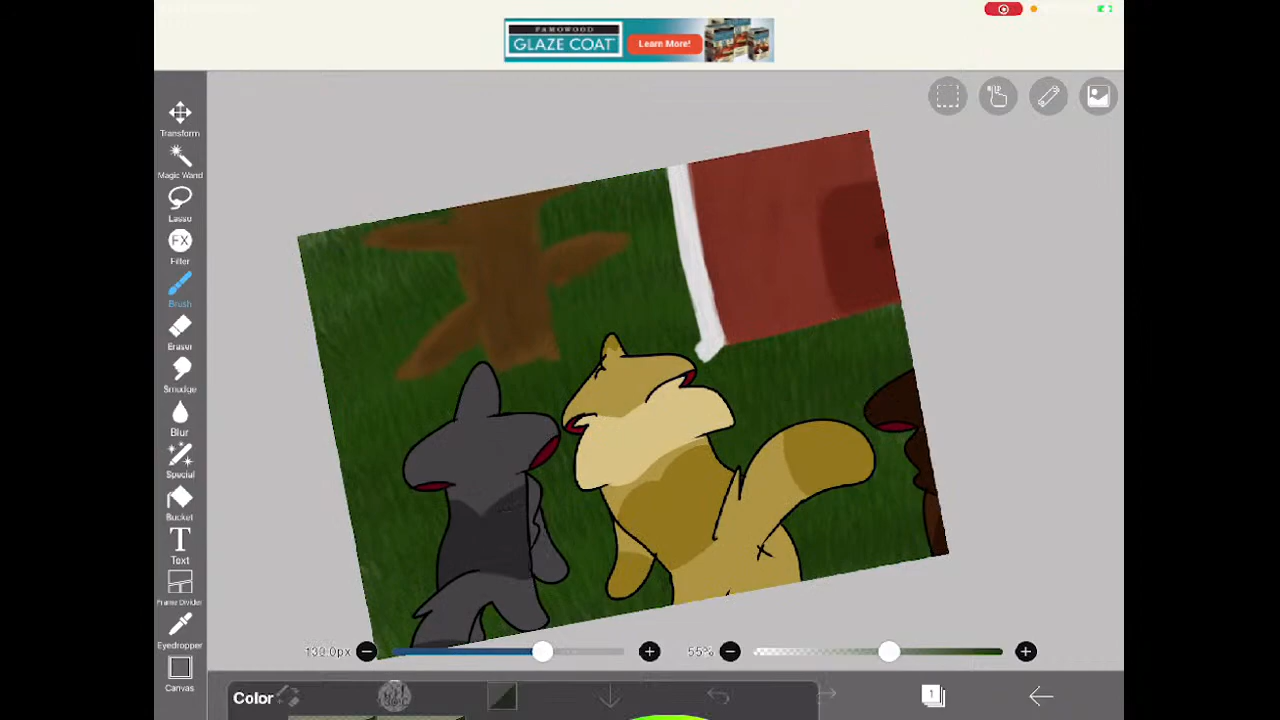 FAMOWOOD
GLAZE COAT
Learn More!
Transform
Magic Wand
Lasso
FX
Filter
Brush
Eraser
Smudge
Blur
Special
Bucket
T
Text
Frame Divider
Eyedropper
Canvas
130.0px
55%
Color
1